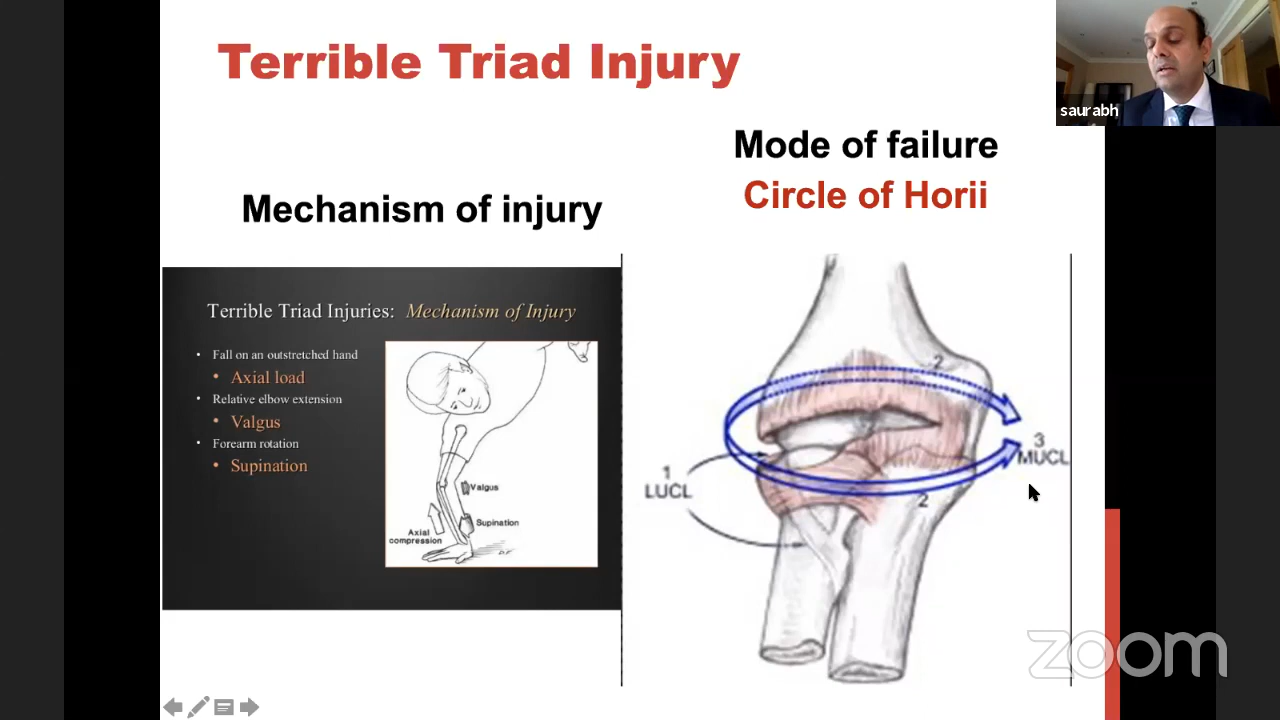 Terrible Triad Injury
saurabh
Mode of failure
Circle of Horii
Mechanism of injury
Terrible Triad Injuries: Mechanism of Injury
• Fall on an outstretched hand
• Axial load
• Relative elbow extension
• Valgus
• Forearm rotation
• Supination
Valgus
Supination
Axial
compression
2
3
MUCL
1
LUCL
2
zoom